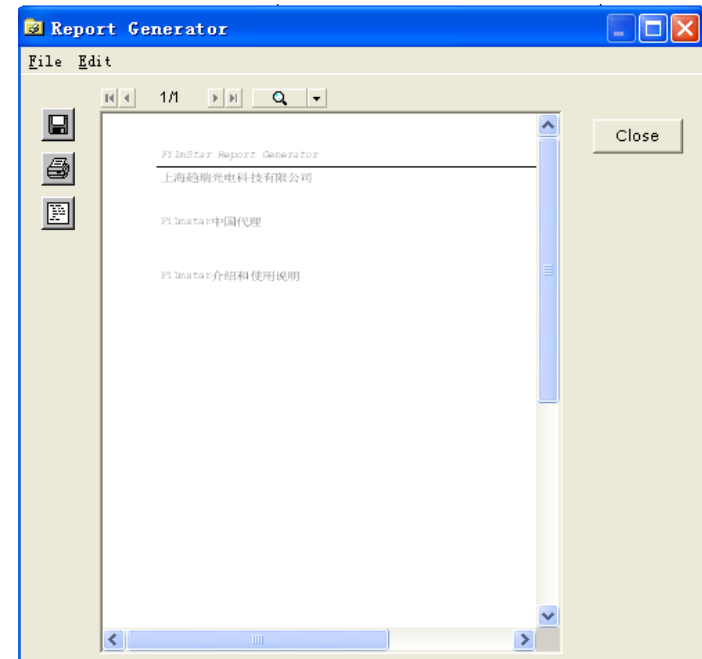 Report Generator
File Edit
1/1
Close
FilmStar Report Generator
上海趋瑞光电科技有限公司
Filmstar中国代理
Filmstar介绍和使用说明